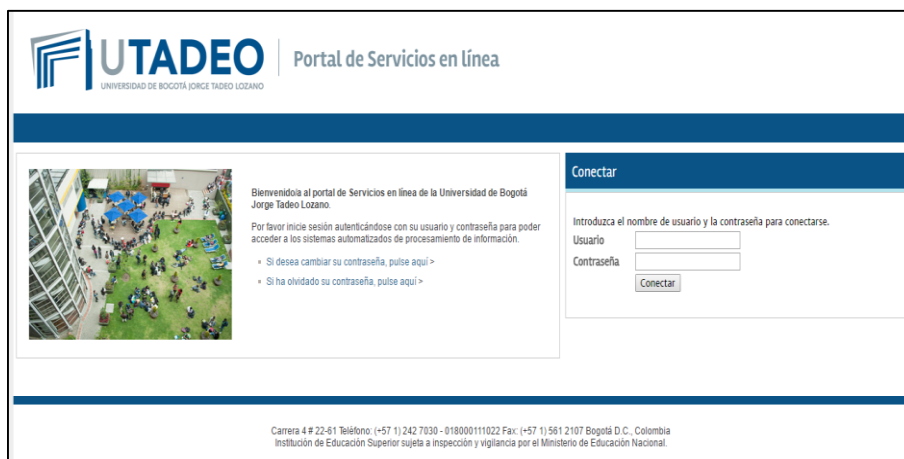 UTADEO
UNIVERSIDAD DE BOGOTÁ JORGE TADEO LOZANO
Portal de Servicios en línea
Bienvenido/a al portal de Servicios en línea de la Universidad de Bogotá
Jorge Tadeo Lozano.
Por favor inicie sesión autenticándose con su usuario y contraseña para poder
acceder a los sistemas automatizados de procesamiento de información.
Si desea cambiar su contraseña, pulse aquí >
Si ha olvidado su contraseña, pulse aquí >
Conectar
Introduzca el nombre de usuario y la contraseña para conectarse.
Usuario
Contraseña
Conectar
Carrera 4 # 22-61 Teléfono: (+57 1) 242 7030 - 018000111022 Fax: (+57 1) 561 2107 Bogotá D.C., Colombia
Institución de Educación Superior sujeta a inspección y vigilancia por el Ministerio de Educación Nacional.